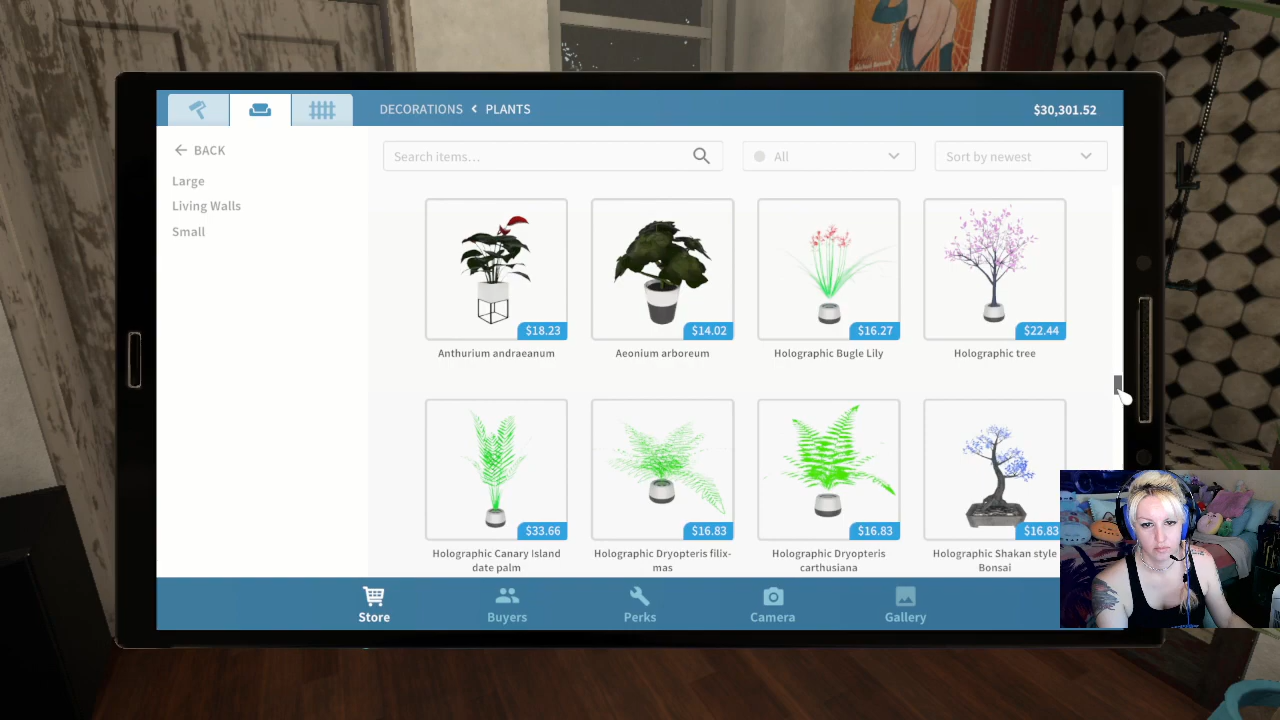 DECORATIONS < PLANTS
$30,301.52
BACK
Search items...
All
Sort by newest
Large
Living Walls
Small
$18.23
$14.02
$16.27
$22.44
Anthurium andraeanum
Aeonium arboreum
Holographic Bugle Lily
Holographic tree
$33.66
$16.83
$16.83
$16.83
Holographic Canary Island
date palm
Holographic Dryopteris filix-
mas
Holographic Dryopteris
carthusiana
Holographic Shakan style
Bonsai
Store
Buyers
Perks
Camera
Gallery